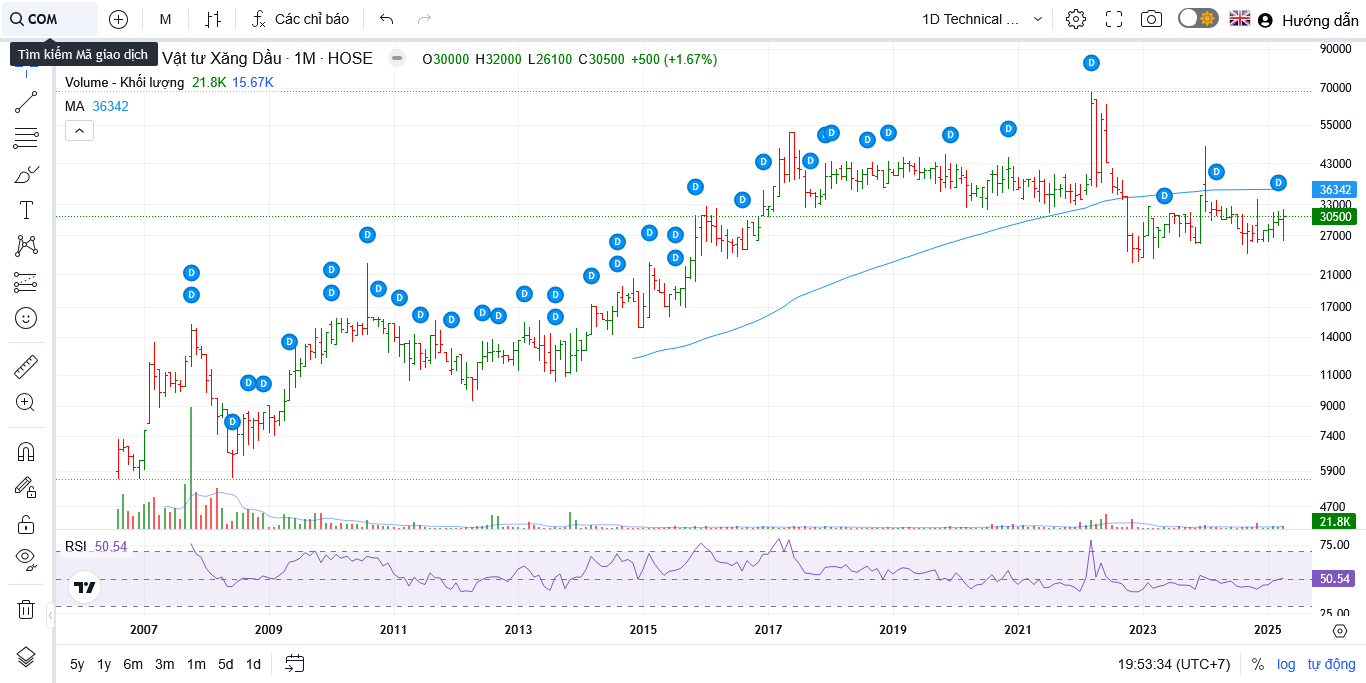 COM
M
Các chỉ báo
1D Technical ...
Hướng dẫn
Tìm kiếm Mã giao dịch
Vật tư Xăng Dầu · 1M · HOSE
O30000 H32000 L26100 C30500 +500 (+1.67%)
Volume - Khối lượng 21.8K 15.67K
MA 36342
90000
70000
55000
43000
36342
33000
30500
27000
21000
17000
14000
11000
9000
7400
5900
4700
21.8K
D D D D D D D D D D D D D D D D D D D D D D D D D D D D D D D D D D D D D D D
RSI 50.54
75.00
50.54
25.00
2007 2009 2011 2013 2015 2017 2019 2021 2023 2025
5y 1y 6m 3m 1m 5d 1d
19:53:34 (UTC+7)
%
log
tự động